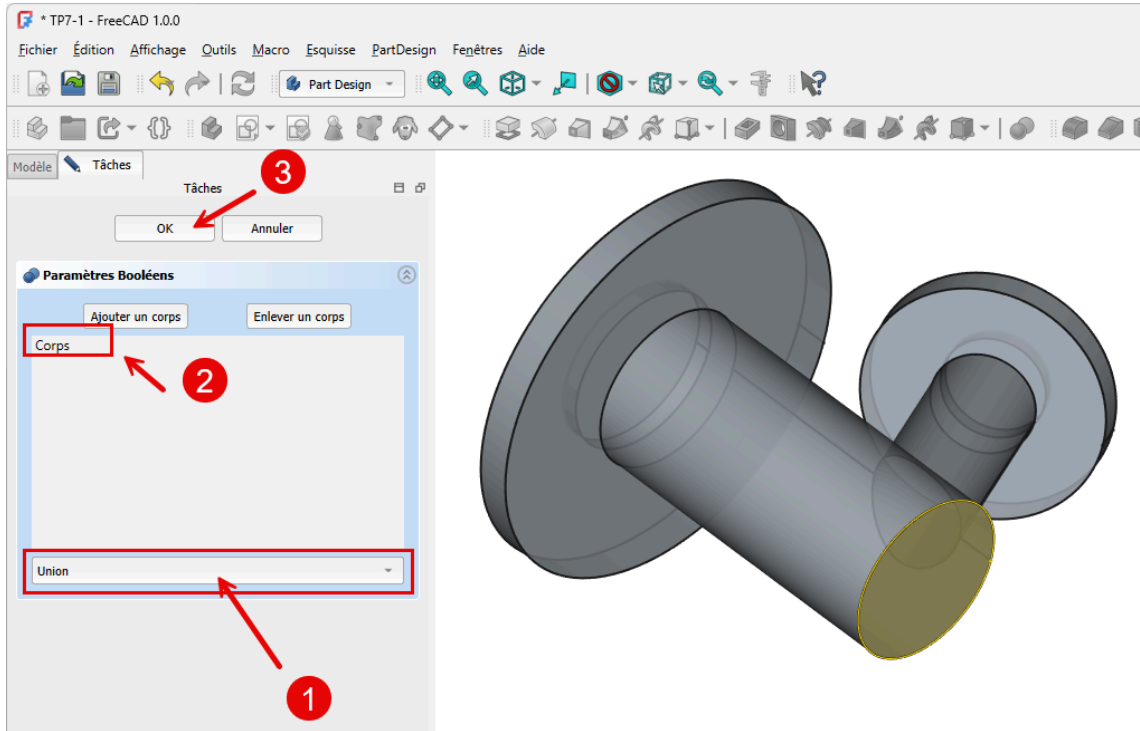 * TP7-1 - FreeCAD 1.0.0
Fichier Édition Affichage Outils Macro Esquisse PartDesign Fenêtres Aide
Part Design
Modèle Tâches
Tâches
3
OK Annuler
Paramètres Booléens
Ajouter un corps Enlever un corps
Corps
2
Union
1